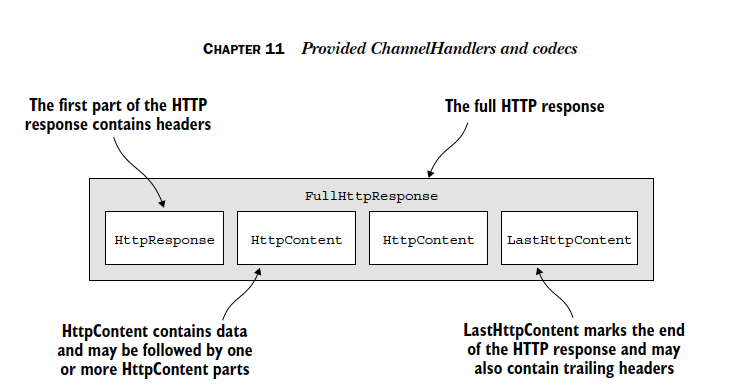 CHAPTER 11 Provided ChannelHandlers and codecs
The first part of the HTTP
response contains headers
The full HTTP response
FullHttpResponse
HttpResponse
HttpContent
HttpContent
LastHttpContent
HttpContent contains data
and may be followed by one
or more HttpContent parts
LastHttpContent marks the end
of the HTTP response and may
also contain trailing headers